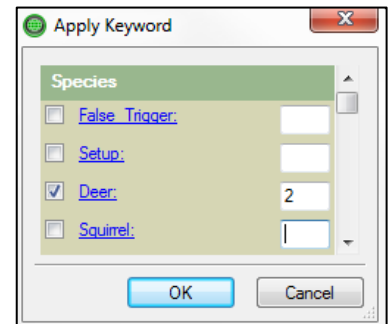 Apply Keyword
Species
False_Trigger:
Setup:
Deer: 2
Squirrel:
OK Cancel